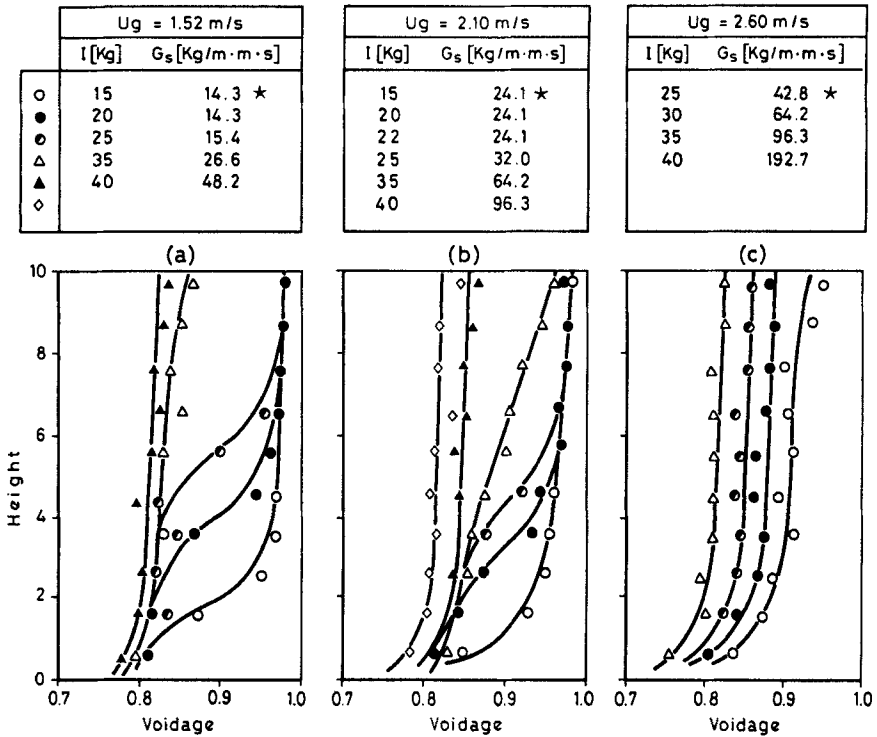 Ug = 1.52 m/s
I [Kg] Gs [Kg/m·m·s]
○ 15 14.3 ★
● 20 14.3
◑ 25 15.4
△ 35 26.6
▲ 40 48.2
◇
Ug = 2.10 m/s
I [Kg] Gs [Kg/m·m·s]
15 24.1 ★
20 24.1
22 24.1
25 32.0
35 64.2
40 96.3
Ug = 2.60 m/s
I [Kg] Gs [Kg/m·m·s]
25 42.8 ★
30 64.2
35 96.3
40 192.7
(a)
(b)
(c)
Height
10
8
6
4
2
0
0.7 0.8 0.9 1.0
Voidage
0.7 0.8 0.9 1.0
Voidage
0.7 0.8 0.9 1.0
Voidage